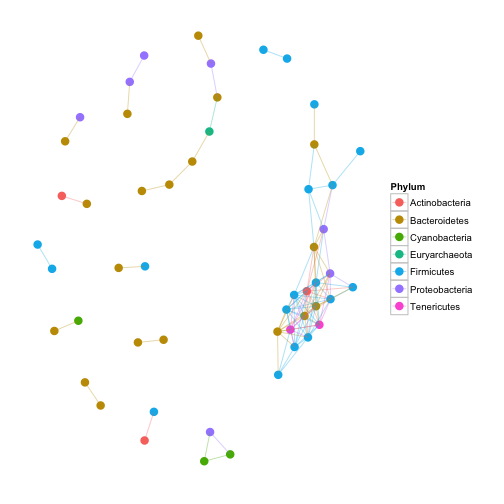 Phylum
Actinobacteria
Bacteroidetes
Cyanobacteria
Euryarchaeota
Firmicutes
Proteobacteria
Tenericutes